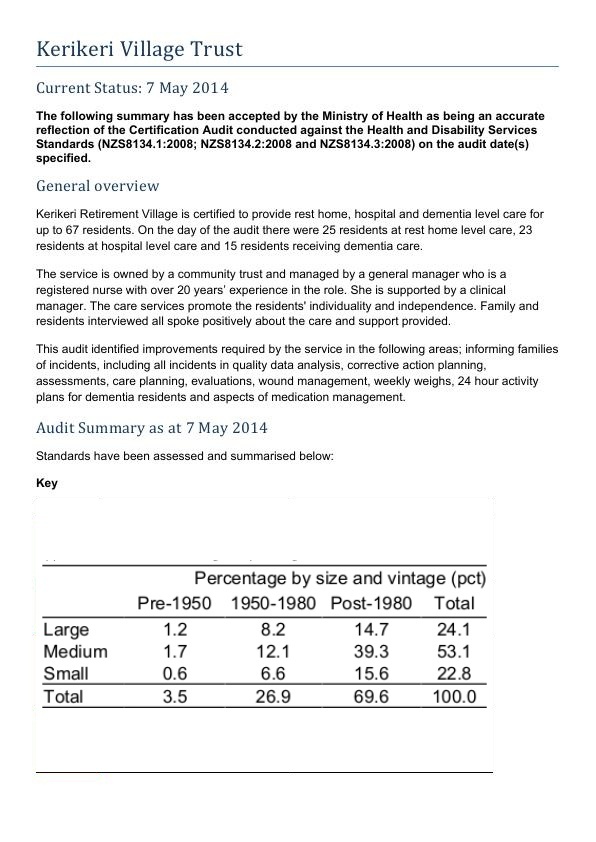 Kerikeri Village Trust
Current Status: 7 May 2014
The following summary has been accepted by the Ministry of Health as being an accurate
reflection of the Certification Audit conducted against the Health and Disability Services
Standards (NZS8134.1:2008; NZS8134.2:2008 and NZS8134.3:2008) on the audit date(s)
specified.
General overview
Kerikeri Retirement Village is certified to provide rest home, hospital and dementia level care for
up to 67 residents. On the day of the audit there were 25 residents at rest home level care, 23
residents at hospital level care and 15 residents receiving dementia care.
The service is owned by a community trust and managed by a general manager who is a
registered nurse with over 20 years’ experience in the role. She is supported by a clinical
manager. The care services promote the residents' individuality and independence. Family and
residents interviewed all spoke positively about the care and support provided.
This audit identified improvements required by the service in the following areas; informing families
of incidents, including all incidents in quality data analysis, corrective action planning,
assessments, care planning, evaluations, wound management, weekly weighs, 24 hour activity
plans for dementia residents and aspects of medication management.
Audit Summary as at 7 May 2014
Standards have been assessed and summarised below:
Key
Percentage by size and vintage (pct)
Pre-1950 1950-1980 Post-1980 Total
Large 1.2 8.2 14.7 24.1
Medium 1.7 12.1 39.3 53.1
Small 0.6 6.6 15.6 22.8
Total 3.5 26.9 69.6 100.0